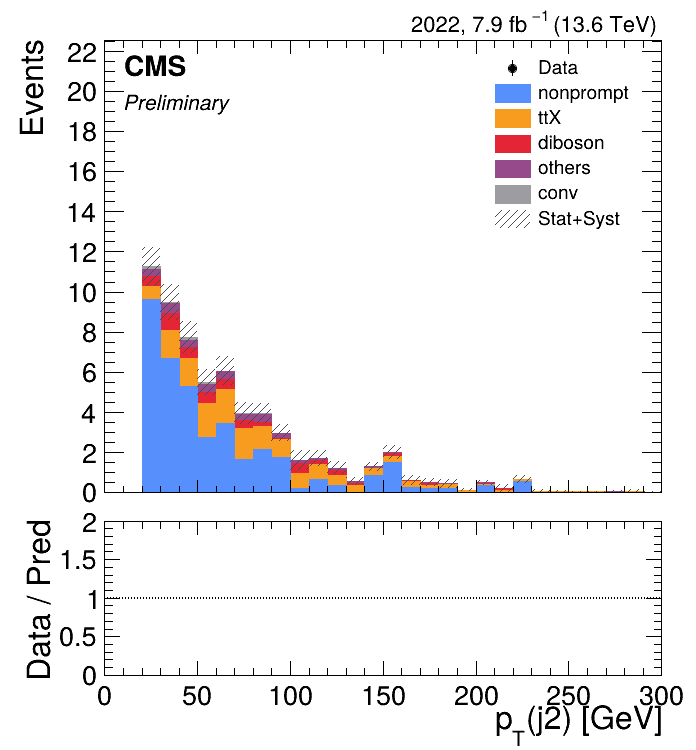 2022, 7.9 fb⁻¹ (13.6 TeV)
CMS
Preliminary
Data
nonprompt
ttX
diboson
others
conv
Stat+Syst
Events
22
20
18
16
14
12
10
8
6
4
2
0
Data / Pred
2
1.5
1
0.5
0
0 50 100 150 200 250 300
p_T(j2) [GeV]